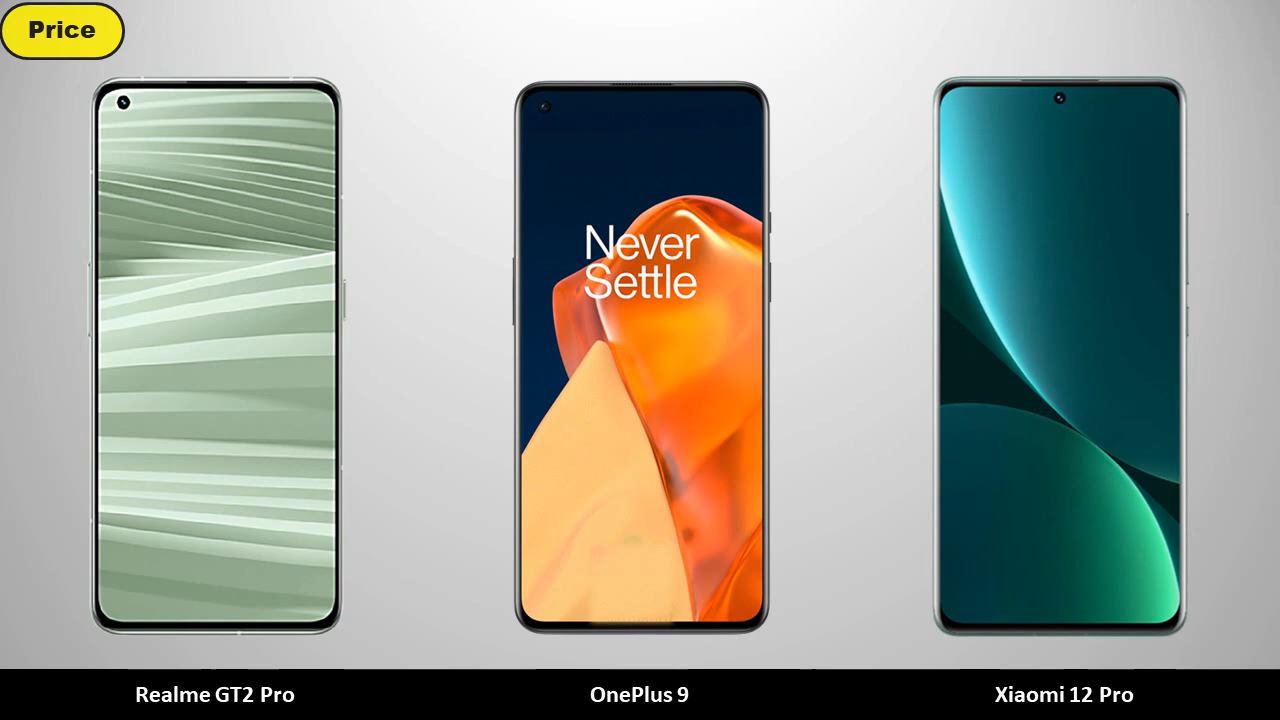 Price
Never
Settle
Realme GT2 Pro
OnePlus 9
Xiaomi 12 Pro